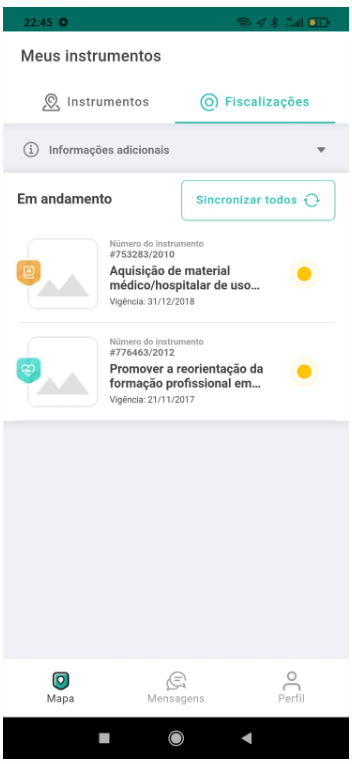 22:45
Meus instrumentos
Instrumentos
Fiscalizações
Informações adicionais
Em andamento
Sincronizar todos
Número do instrumento
#753283/2010
Aquisição de material
médico/hospitalar de uso...
Vigência: 31/12/2018
Número do instrumento
#776463/2012
Promover a reorientação da
formação profissional em...
Vigência: 21/11/2017
Mapa
Mensagens
Perfil